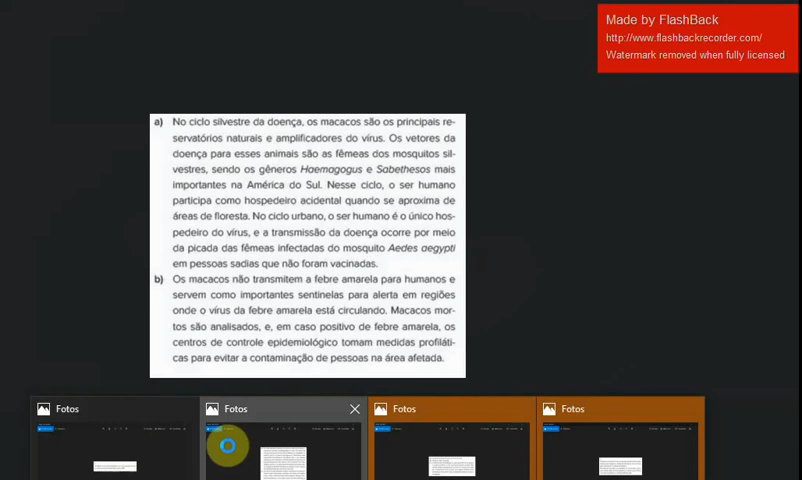 Made by FlashBack
http://www.flashbackrecorder.com/
Watermark removed when fully licensed
a) No ciclo silvestre da doença, os macacos são os principais re-
servatórios naturais e amplificadores do vírus. Os vetores da
doença para esses animais são as fêmeas dos mosquitos sil-
vestres, sendo os gêneros Haemagogus e Sabethesos mais
importantes na América do Sul. Nesse ciclo, o ser humano
participa como hospedeiro acidental quando se aproxima de
áreas de floresta. No ciclo urbano, o ser humano é o único hos-
pedeiro do vírus, e a transmissão da doença ocorre por meio
da picada das fêmeas infectadas do mosquito Aedes aegypti
em pessoas sadias que não foram vacinadas.
b) Os macacos não transmitem a febre amarela para humanos e
servem como importantes sentinelas para alerta em regiões
onde o vírus da febre amarela está circulando. Macacos mor-
tos são analisados, e, em caso positivo de febre amarela, os
centros de controle epidemiológico tomam medidas profiláti-
cas para evitar a contaminação de pessoas na área afetada.
Fotos
Fotos
Fotos
Fotos